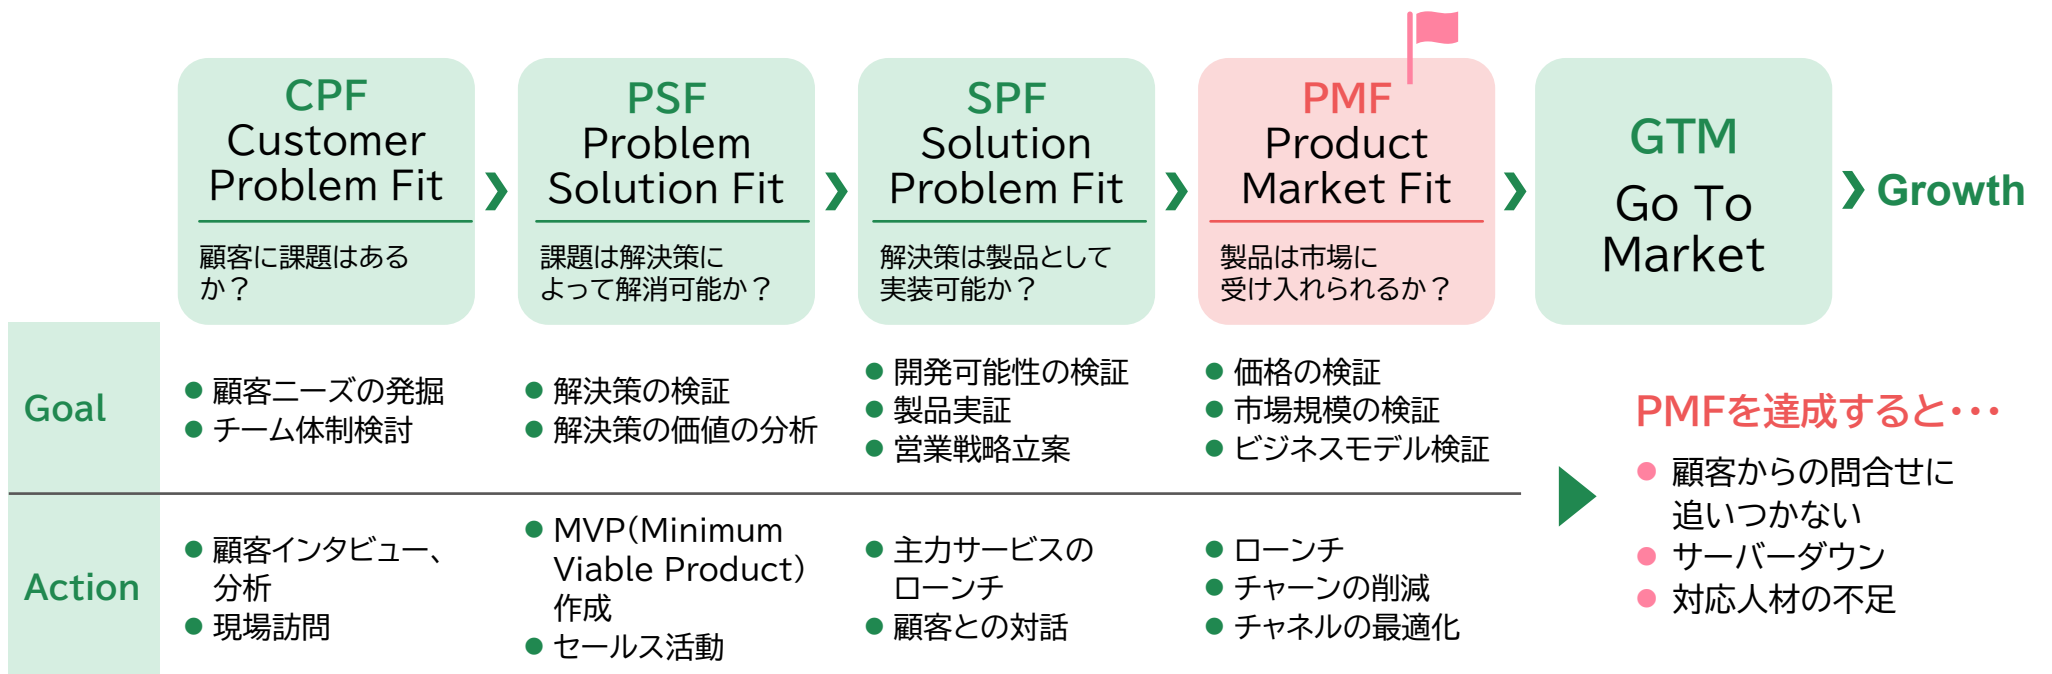 CPF
Customer
Problem Fit
顧客に課題はある
か？
PSF
Problem
Solution Fit
課題は解決策に
よって解消可能か？
SPF
Solution
Problem Fit
解決策は製品として
実装可能か？
PMF
Product
Market Fit
製品は市場に
受け入れられるか？
GTM
Go To
Market
Growth
Goal
顧客ニーズの発掘
チーム体制検討
解決策の検証
解決策の価値の分析
開発可能性の検証
製品実証
営業戦略立案
価格の検証
市場規模の検証
ビジネスモデル検証
Action
顧客インタビュー、
分析
現場訪問
MVP（Minimum
Viable Product）
作成
セールス活動
主力サービスの
ローンチ
顧客との対話
ローンチ
チャーンの削減
チャネルの最適化
PMFを達成すると・・・
顧客からの問合せに
追いつかない
サーバーダウン
対応人材の不足